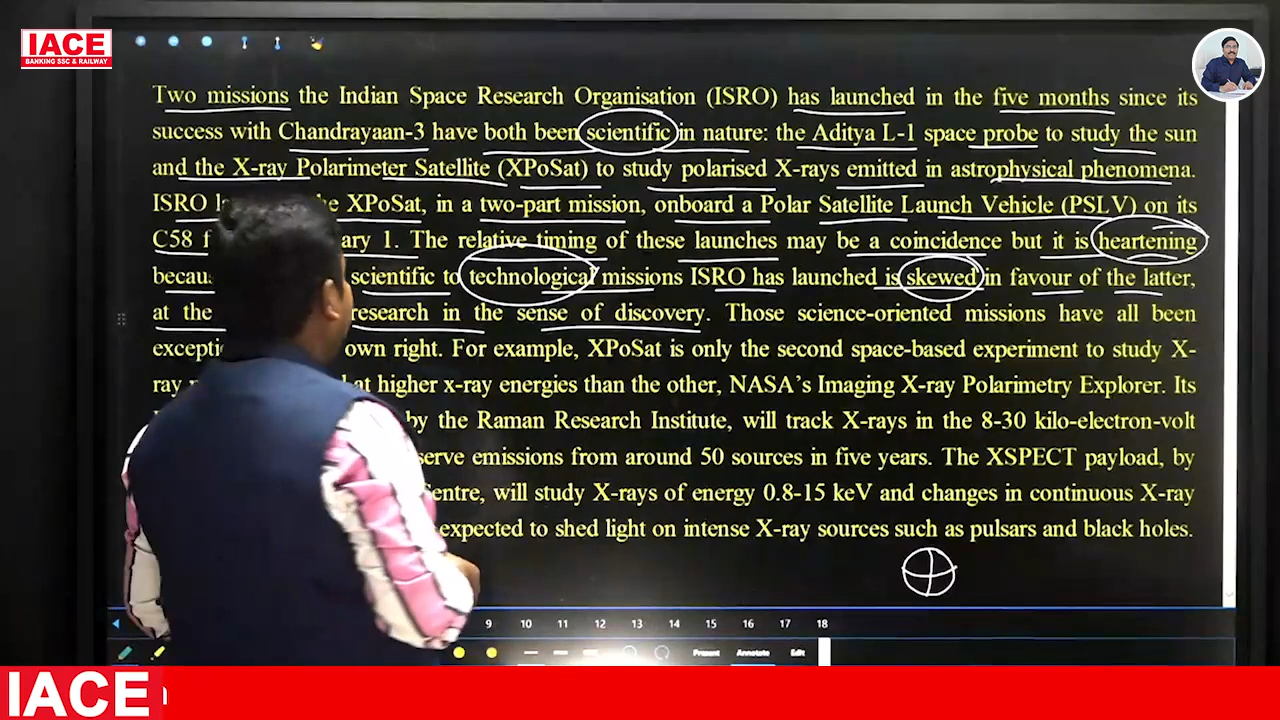 IACE
BANKING SSC & RAILWAY
Two missions the Indian Space Research Organisation (ISRO) has launched in the five months since its
success with Chandrayaan-3 have both been scientific in nature: the Aditya L-1 space probe to study the sun
and the X-ray Polarimeter Satellite (XPoSat) to study polarised X-rays emitted in astrophysical phenomena.
ISRO XPoSat, in a two-part mission, onboard a Polar Satellite Launch Vehicle (PSLV) on its
C58 ary 1. The relative timing of these launches may be a coincidence but it is heartening
becau scientific to technological missions ISRO has launched is skewed in favour of the latter,
at the research in the sense of discovery. Those science-oriented missions have all been
excepti own right. For example, XPoSat is only the second space-based experiment to study X-
ray at higher x-ray energies than the other, NASA's Imaging X-ray Polarimetry Explorer. Its
by the Raman Research Institute, will track X-rays in the 8-30 kilo-electron-volt
serve emissions from around 50 sources in five years. The XSPECT payload, by
entre, will study X-rays of energy 0.8-15 keV and changes in continuous X-ray
expected to shed light on intense X-ray sources such as pulsars and black holes.
9 10 11 12 13 14 15 16 17 18
Present Annotate Edit
IACE